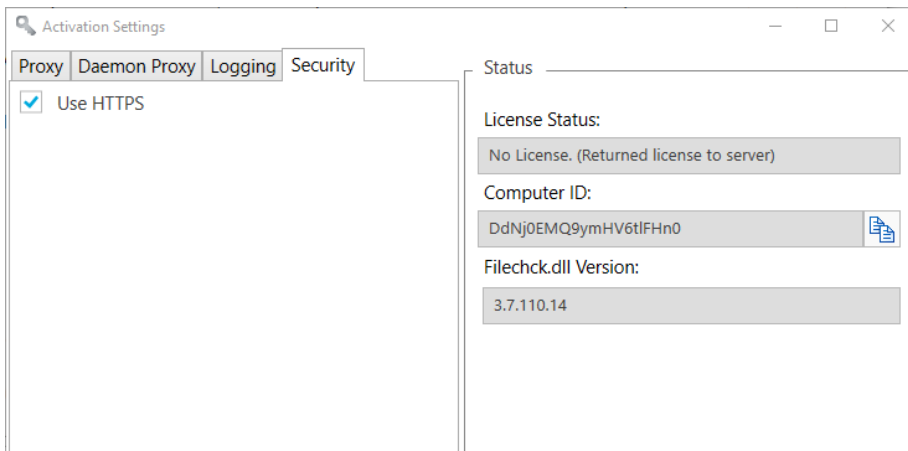 Activation Settings
Proxy Daemon Proxy Logging Security
Use HTTPS
Status
License Status:
No License. (Returned license to server)
Computer ID:
DdNj0EMQ9ymHV6tlFHn0
Filechck.dll Version:
3.7.110.14